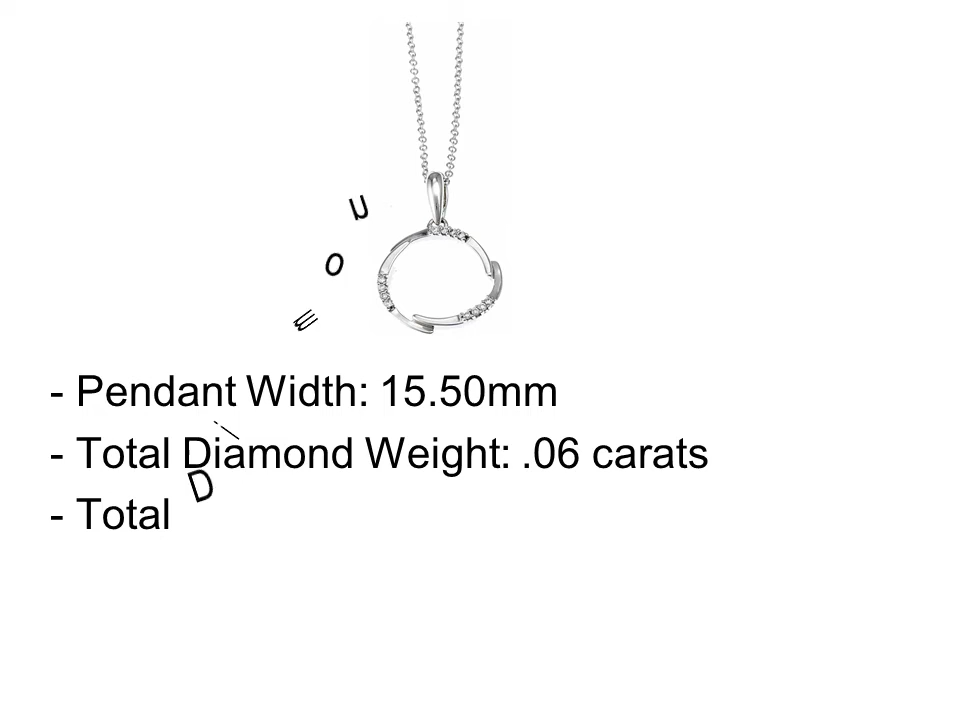 - Pendant Width: 15.50mm
- Total Diamond Weight: .06 carats
- Total